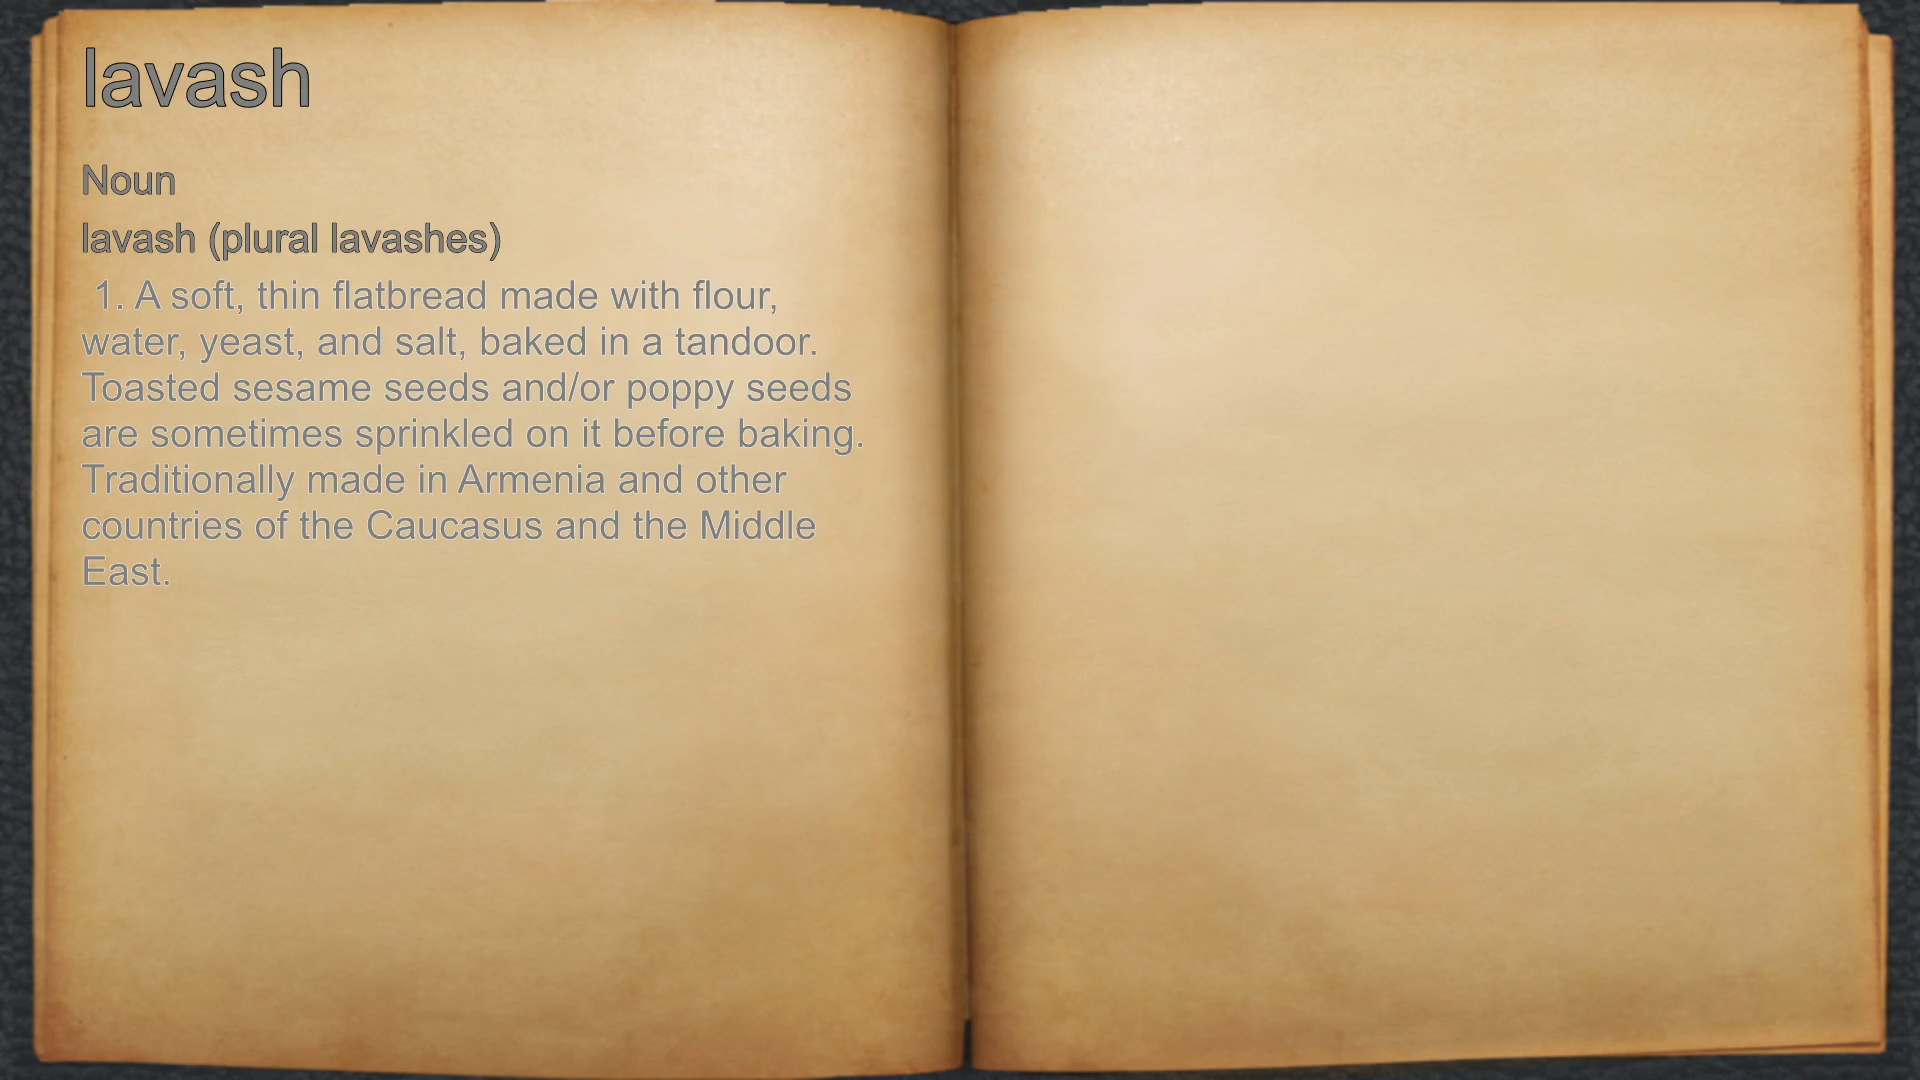 lavash
Noun
lavash (plural lavashes)
1. A soft, thin flatbread made with flour,
water, yeast, and salt, baked in a tandoor.
Toasted sesame seeds and/or poppy seeds
are sometimes sprinkled on it before baking.
Traditionally made in Armenia and other
countries of the Caucasus and the Middle
East.